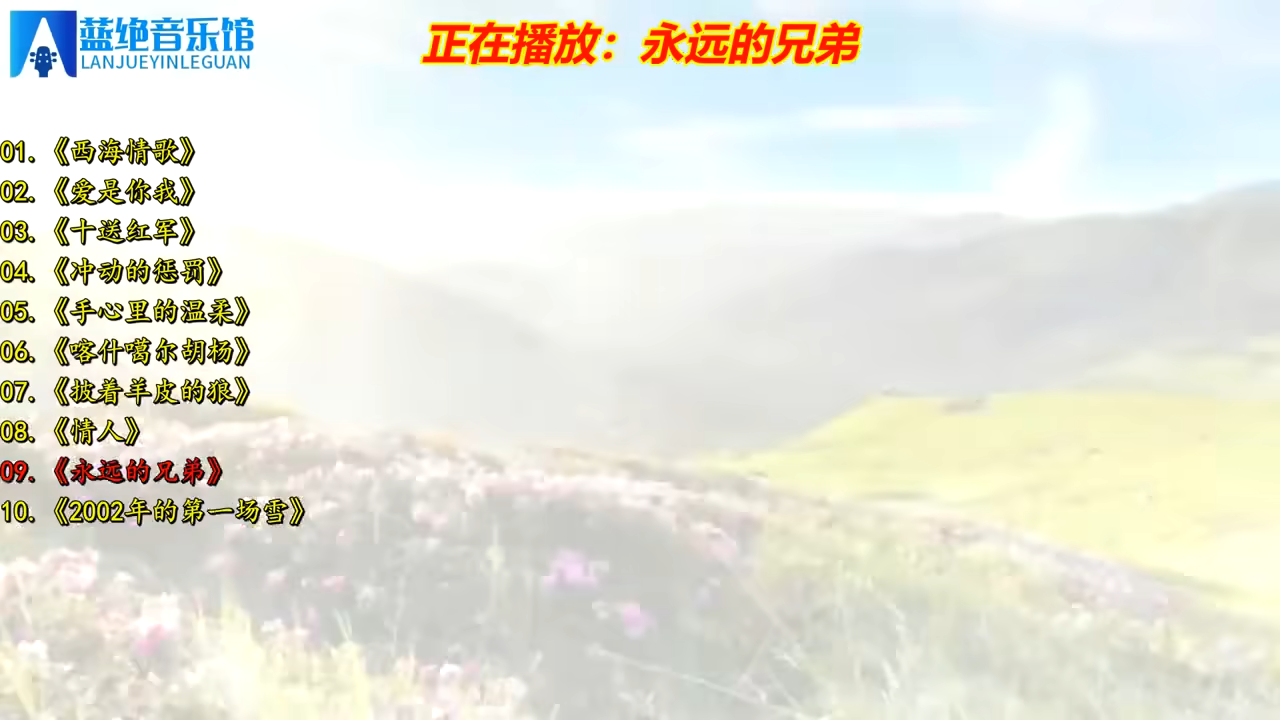 蓝绝音乐馆
LANJUEYINLEGUAN
正在播放：永远的兄弟
01.《西海情歌》
02.《爱是你我》
03.《十送红军》
04.《冲动的惩罚》
05.《手心里的温柔》
06.《喀什噶尔胡杨》
07.《披着羊皮的狼》
08.《情人》
09.《永远的兄弟》
10.《2002年的第一场雪》